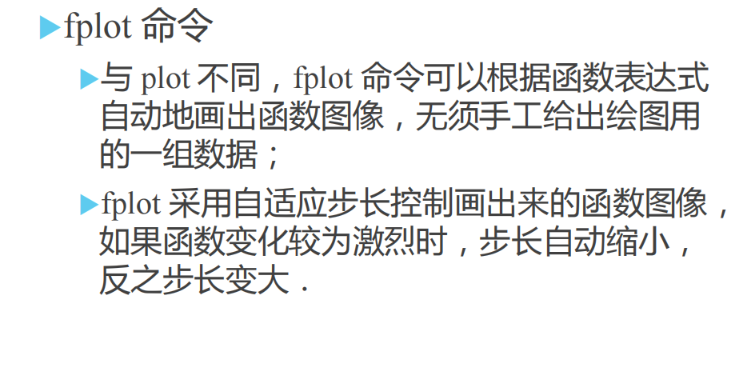 fplot 命令
与 plot 不同，fplot 命令可以根据函数表达式
自动地画出函数图像，无须手工给出绘图用
的一组数据；
fplot 采用自适应步长控制画出来的函数图像，
如果函数变化较为激烈时，步长自动缩小，
反之步长变大．